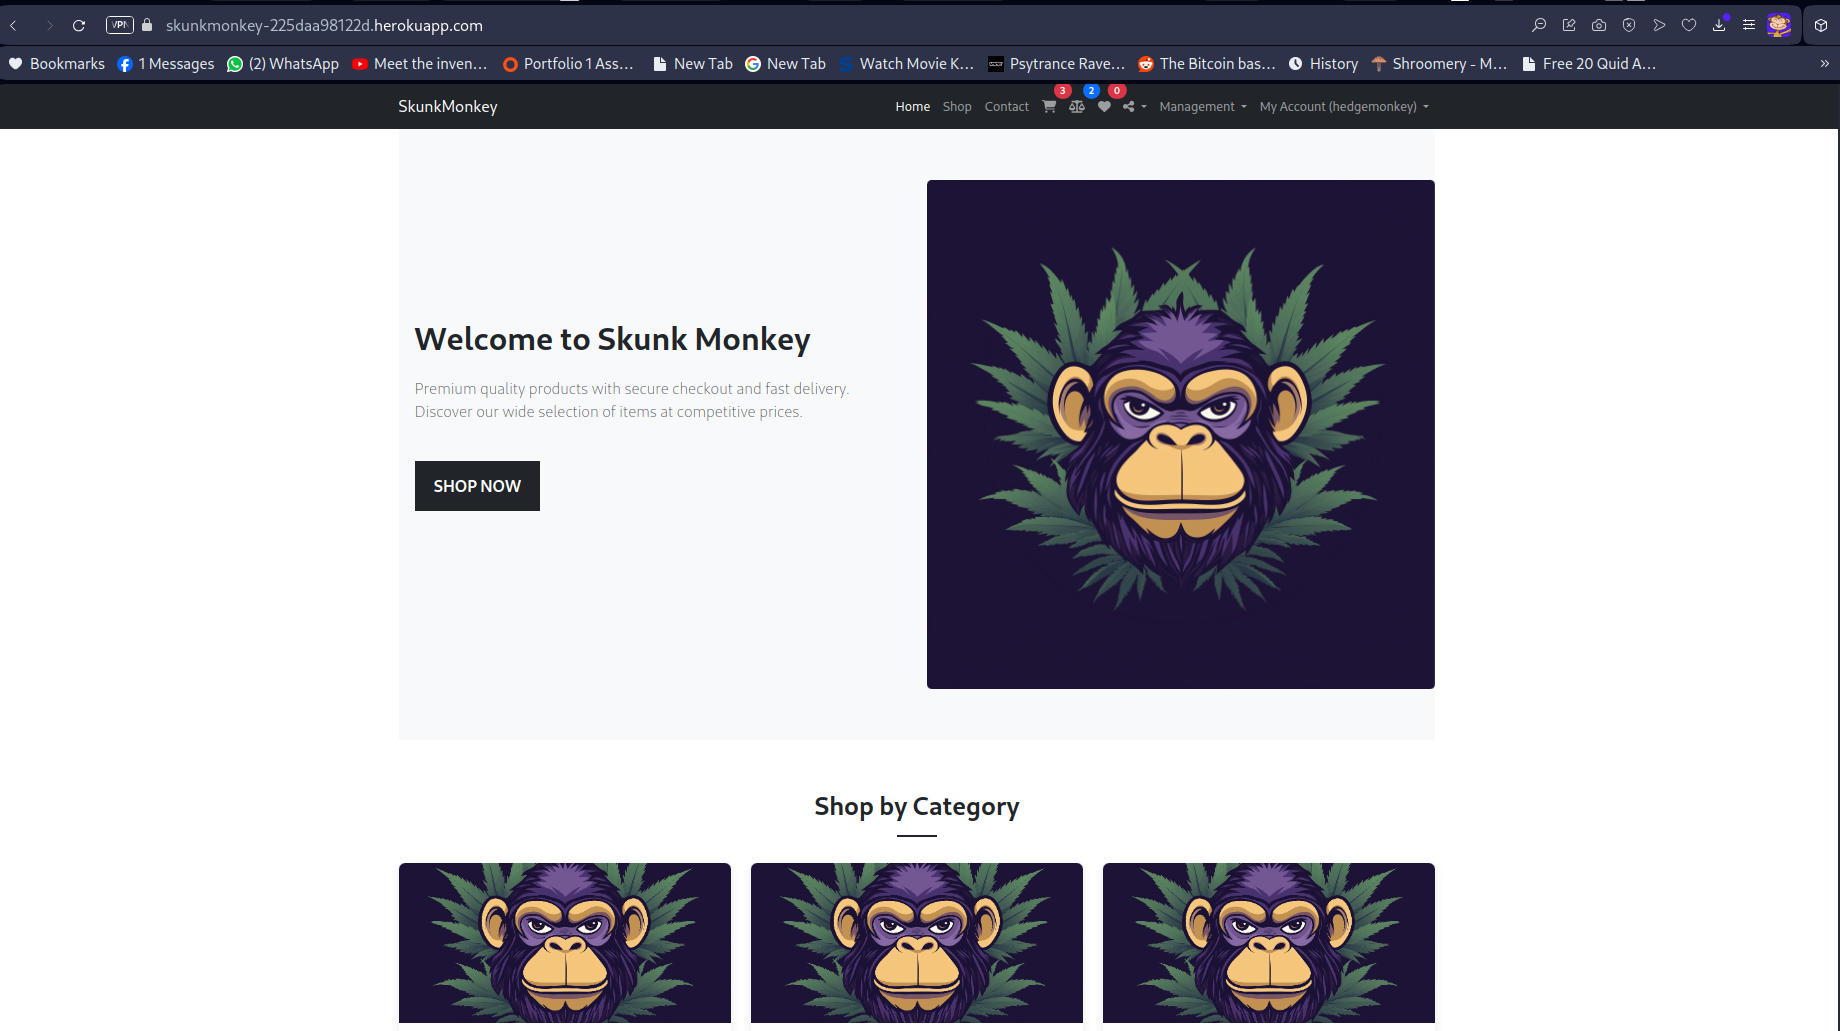 VPN skunkmonkey-225daa98122d.herokuapp.com
Bookmarks 1 Messages (2) WhatsApp Meet the inven... Portfolio 1 Ass... New Tab New Tab Watch Movie K... Psytrance Rave... The Bitcoin bas... History Shroomery - M... Free 20 Quid A... »
SkunkMonkey Home Shop Contact 3 2 0 Management My Account (hedgemonkey)
Welcome to Skunk Monkey
Premium quality products with secure checkout and fast delivery.
Discover our wide selection of items at competitive prices.
SHOP NOW
Shop by Category